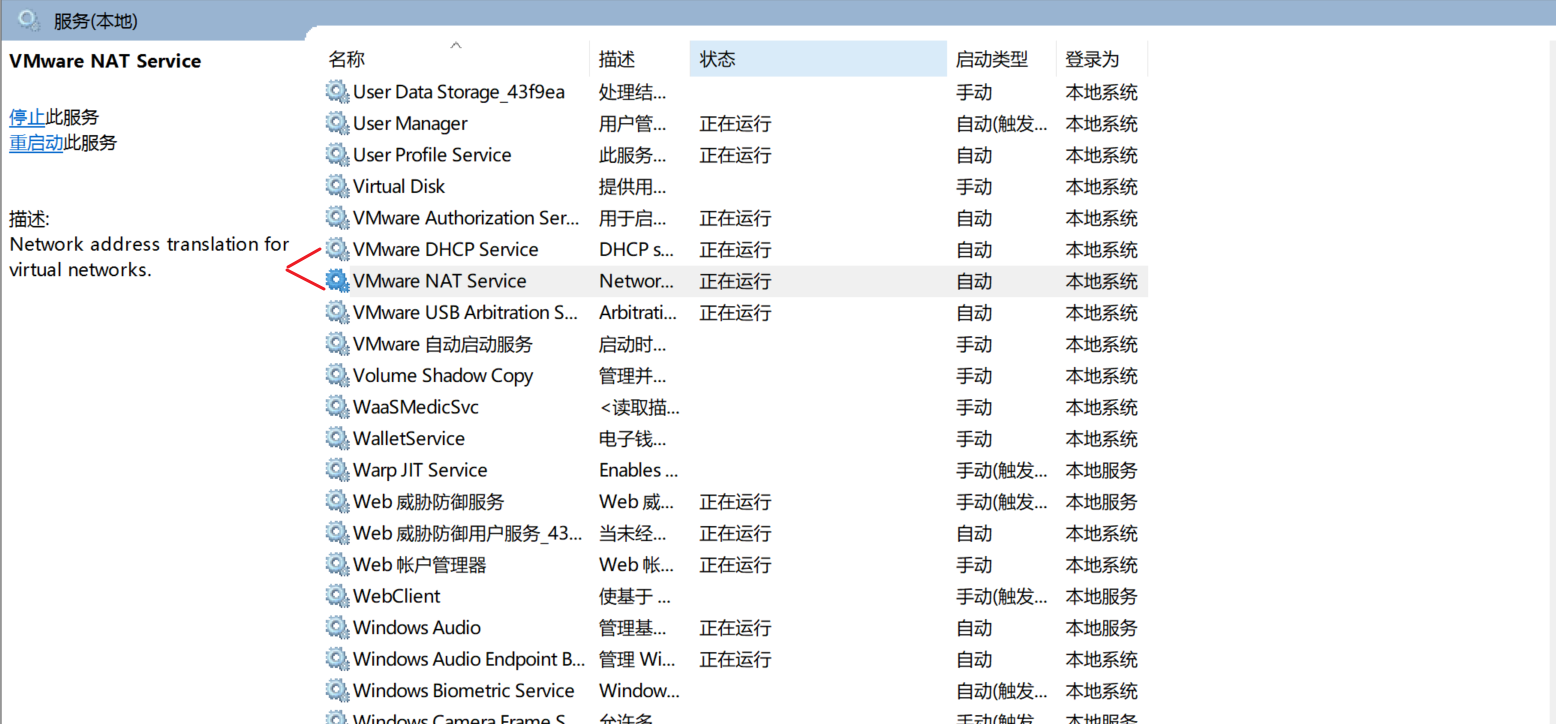 服务(本地)
VMware NAT Service
停止此服务
重启动此服务
描述:
Network address translation for
virtual networks.
名称 描述 状态 启动类型 登录为
User Data Storage_43f9ea 处理结... 手动 本地系统
User Manager 用户管... 正在运行 自动(触发... 本地系统
User Profile Service 此服务... 正在运行 自动 本地系统
Virtual Disk 提供用... 手动 本地系统
VMware Authorization Ser... 用于启... 正在运行 自动 本地系统
VMware DHCP Service DHCP s... 正在运行 自动 本地系统
VMware NAT Service Networ... 正在运行 自动 本地系统
VMware USB Arbitration S... Arbitrati... 正在运行 自动 本地系统
VMware 自动启动服务 启动时... 手动 本地系统
Volume Shadow Copy 管理并... 手动 本地系统
WaaSMedicSvc <读取描... 手动 本地系统
WalletService 电子钱... 手动 本地系统
Warp JIT Service Enables ... 手动(触发... 本地服务
Web 威胁防御服务 Web 威... 正在运行 手动(触发... 本地服务
Web 威胁防御用户服务_43... 当未经... 正在运行 自动 本地系统
Web 帐户管理器 Web 帐... 正在运行 手动 本地系统
WebClient 使基于 ... 手动(触发... 本地服务
Windows Audio 管理基... 正在运行 自动 本地服务
Windows Audio Endpoint B... 管理 Wi... 正在运行 自动 本地系统
Windows Biometric Service Window... 自动(触发... 本地系统
Windows Camera Frame S... 允许多... 手动(触发... 本地服务